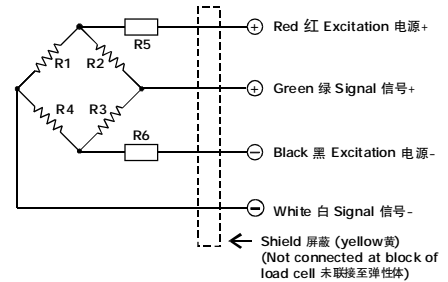 R5
Red 红 Excitation 电源+
R1
R2
Green 绿 Signal 信号+
R4
R3
R6
Black 黑 Excitation 电源-
White 白 Signal 信号-
Shield 屏蔽 (yellow黄)
(Not connected at block of
load cell 未联接至弹性体)